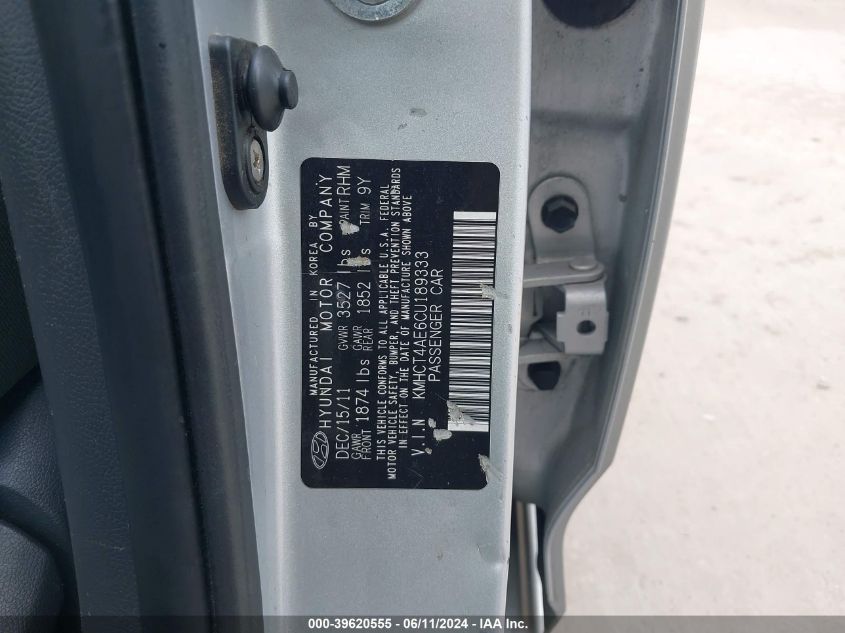 MANUFACTURED IN KOREA BY
HYUNDAI MOTOR COMPANY
DEC/15/11 GVWR 3527 lbs PAINT RHM
GAWR FRONT 1874 lbs GAWR REAR 1852 lbs TRIM 9Y
THIS VEHICLE CONFORMS TO ALL APPLICABLE U.S.A. FEDERAL
MOTOR VEHICLE SAFETY, BUMPER, AND THEFT PREVENTION STANDARDS
IN EFFECT ON THE DATE OF MANUFACTURE SHOWN ABOVE
V.I.N KMHCT4AE6CU189333
PASSENGER CAR
000-39620555 - 06/11/2024 - IAA Inc.